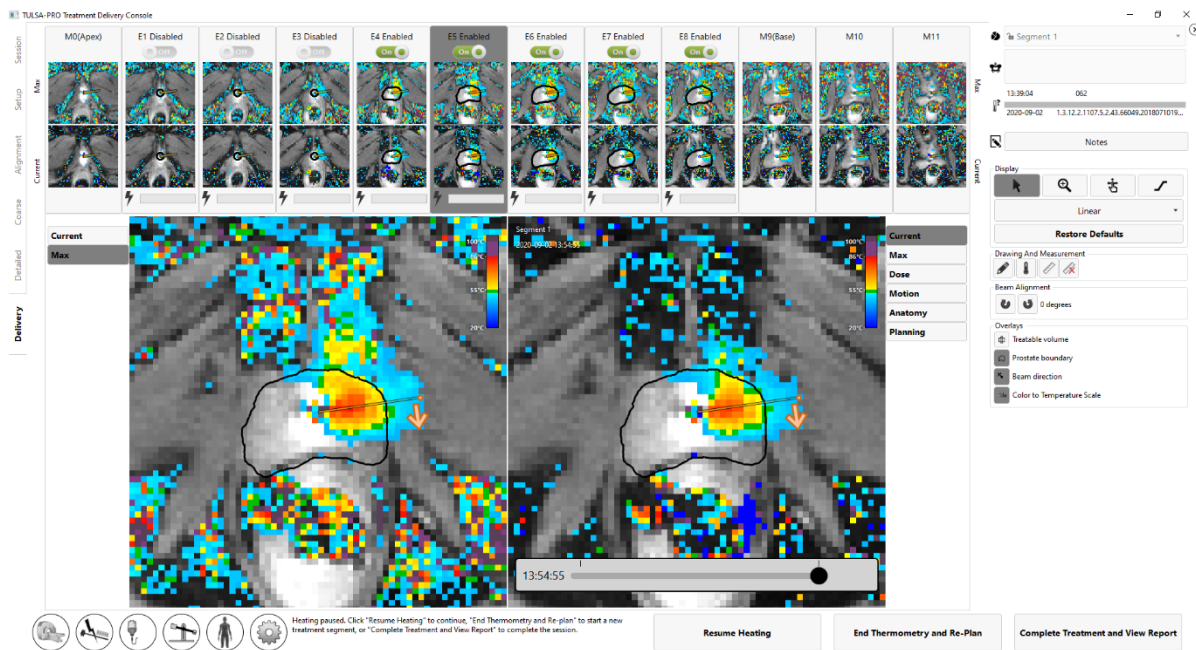 TULSA-PRO Treatment Delivery Console
Session
Setup
Alignment
Coarse
Detailed
Delivery
M0(Apex)
E1 Disabled
E2 Disabled
E3 Disabled
E4 Enabled
E5 Enabled
E6 Enabled
E7 Enabled
E8 Enabled
M9(Base)
M10
M11
Off
Off
Off
On
On
On
On
On
Max
Current
Max
Current
Current
Max
100°C
86°C
55°C
20°C
Segment 1
2020-09-02 13:54:55
100°C
86°C
55°C
20°C
13:54:55
Current
Max
Dose
Motion
Anatomy
Planning
Segment 1
13:39:04 062
2020-09-02 1.3.12.2.1107.5.2.43.66049.2018071019...
Notes
Display
Linear
Restore Defaults
Drawing And Measurement
Beam Alignment
0 degrees
Overlays
Treatable volume
Prostate boundary
Beam direction
Color to Temperature Scale
Heating paused. Click "Resume Heating" to continue, "End Thermometry and Re-plan" to start a new
treatment segment, or "Complete Treatment and View Report" to complete the session.
Resume Heating
End Thermometry and Re-Plan
Complete Treatment and View Report